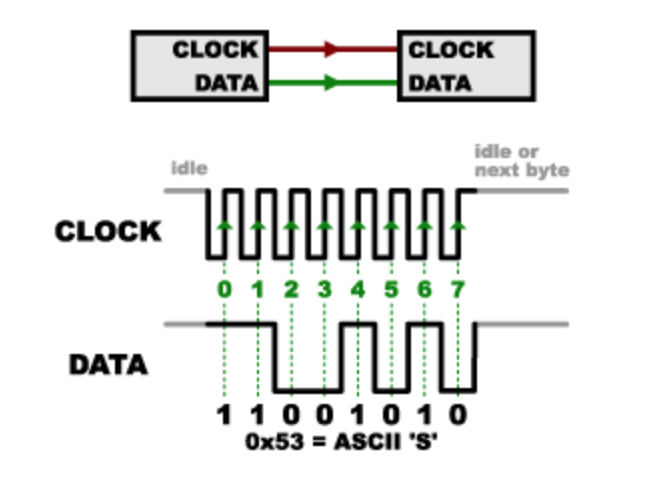 CLOCK CLOCK
DATA DATA
idle
idle or
next byte
CLOCK
0 1 2 3 4 5 6 7
DATA
1 1 0 0 1 0 1 0
0x53 = ASCII 'S'